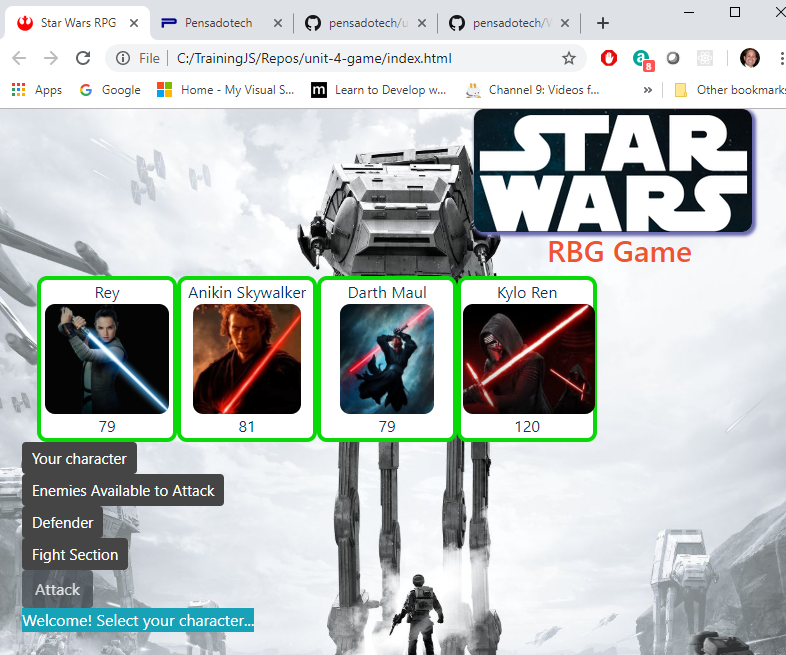 Star Wars RPG
Pensadotech
pensadotech/u
pensadotech/W
File
C:/TrainingJS/Repos/unit-4-game/index.html
8
Apps
Google
Home - My Visual S...
m
Learn to Develop w...
Channel 9: Videos f...
»
Other bookmarks
STAR
WARS
RBG Game
Rey
Anikin Skywalker
Darth Maul
Kylo Ren
79
81
79
120
Your character
Enemies Available to Attack
Defender
Fight Section
Attack
Welcome! Select your character...